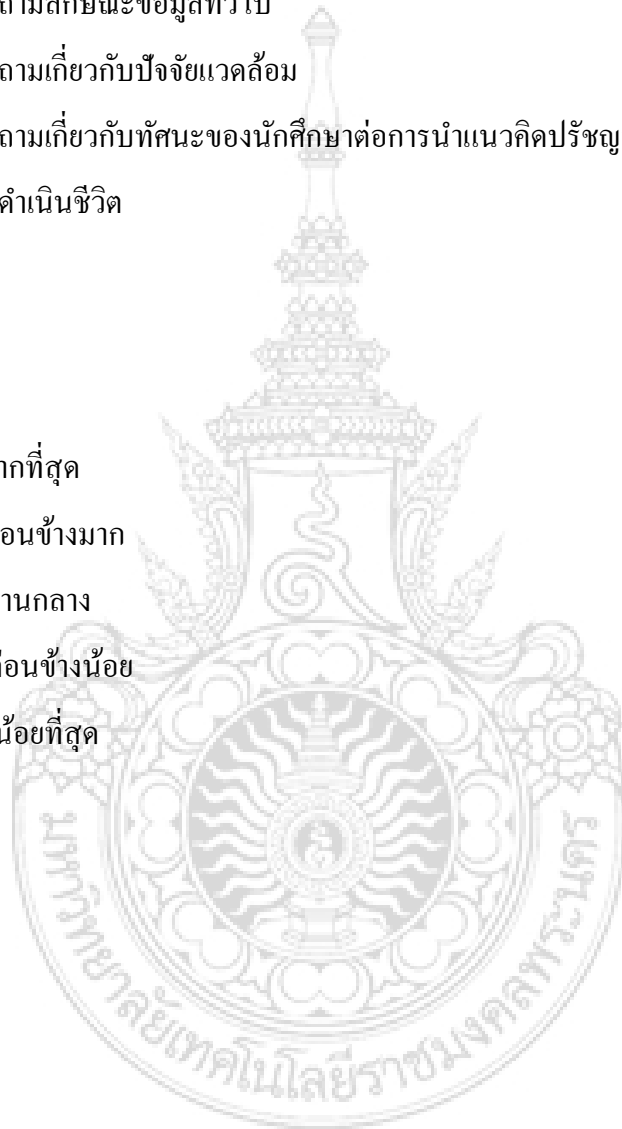 ถามลักษณะข้อมูลทั่วไป
ถามเกี่ยวกับปัจจัยแวดล้อม
ถามเกี่ยวกับทัศนะของนักศึกษาต่อการนำแนวคิดปรัชญ
ดำเนินชีวิต
ากที่สุด
่อนข้างมาก
านกลาง
ค่อนข้างน้อย
น้อยที่สุด
มหาวิทยาลัยเทคโนโลยีราชมงคลพระนคร